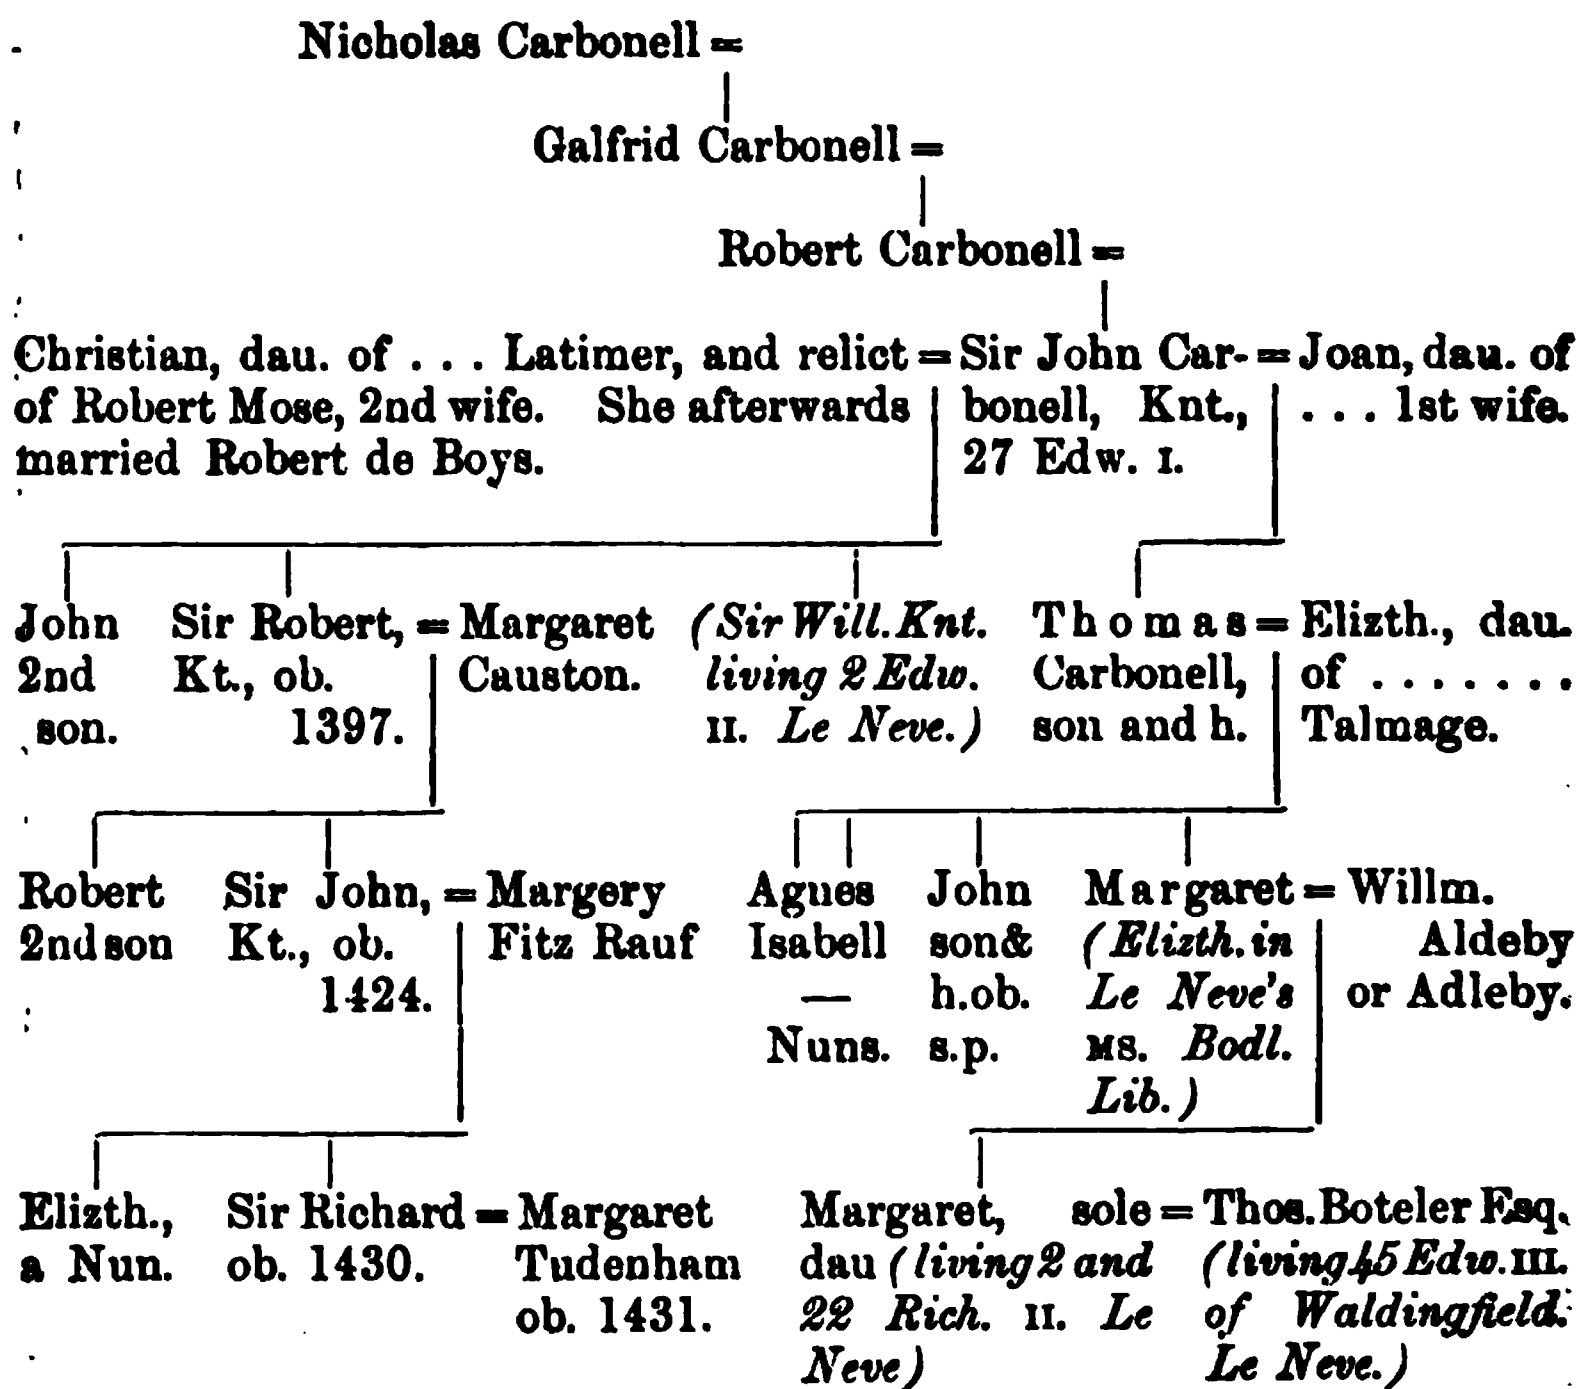 Nicholas Carbonell =
Galfrid Carbonell =
Robert Carbonell =
Christian, dau. of . . . Latimer, and relict = Sir John Car- = Joan, dau. of
of Robert Mose, 2nd wife. She afterwards bonell, Knt., . . . 1st wife.
married Robert de Boys. 27 Edw. I.
John Sir Robert, = Margaret (Sir Will. Knt. Thomas = Elizth., dau.
2nd Kt., ob. Causton. living 2 Edw. Carbonell, of . . . . . . .
son. 1397. II. Le Neve.) son and h. Talmage.
Robert Sir John, = Margery Agnes John Margaret = Willm.
2nd son Kt., ob. Fitz Rauf Isabell son & (Elizth. in Aldeby
1424. — h. ob. Le Neve's or Adleby.
Nuns. s.p. MS. Bodl.
Lib.)
Elizth., Sir Richard = Margaret Margaret, sole = Thos. Boteler Esq.
a Nun. ob. 1430. Tudenham dau (living 2 and (living 45 Edw. III.
ob. 1431. 22 Rich. II. Le of Waldingfield.
Neve) Le Neve.)